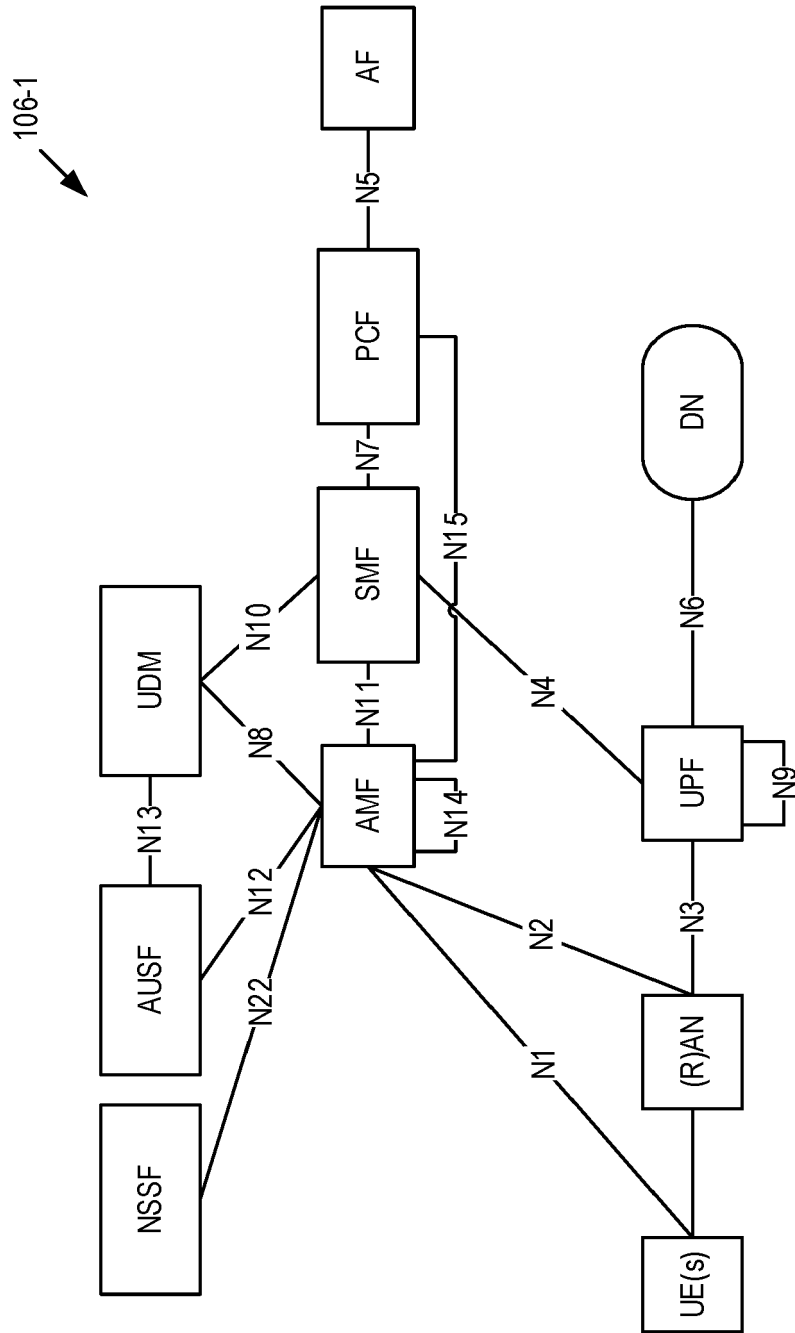 106-1
NSSF
AUSF
N13
UDM
N22
N12
N8
N10
AMF
N11
SMF
N7
PCF
N5
AF
N14
N15
N1
N2
N4
UE(s)
(R)AN
N3
UPF
N6
DN
N9